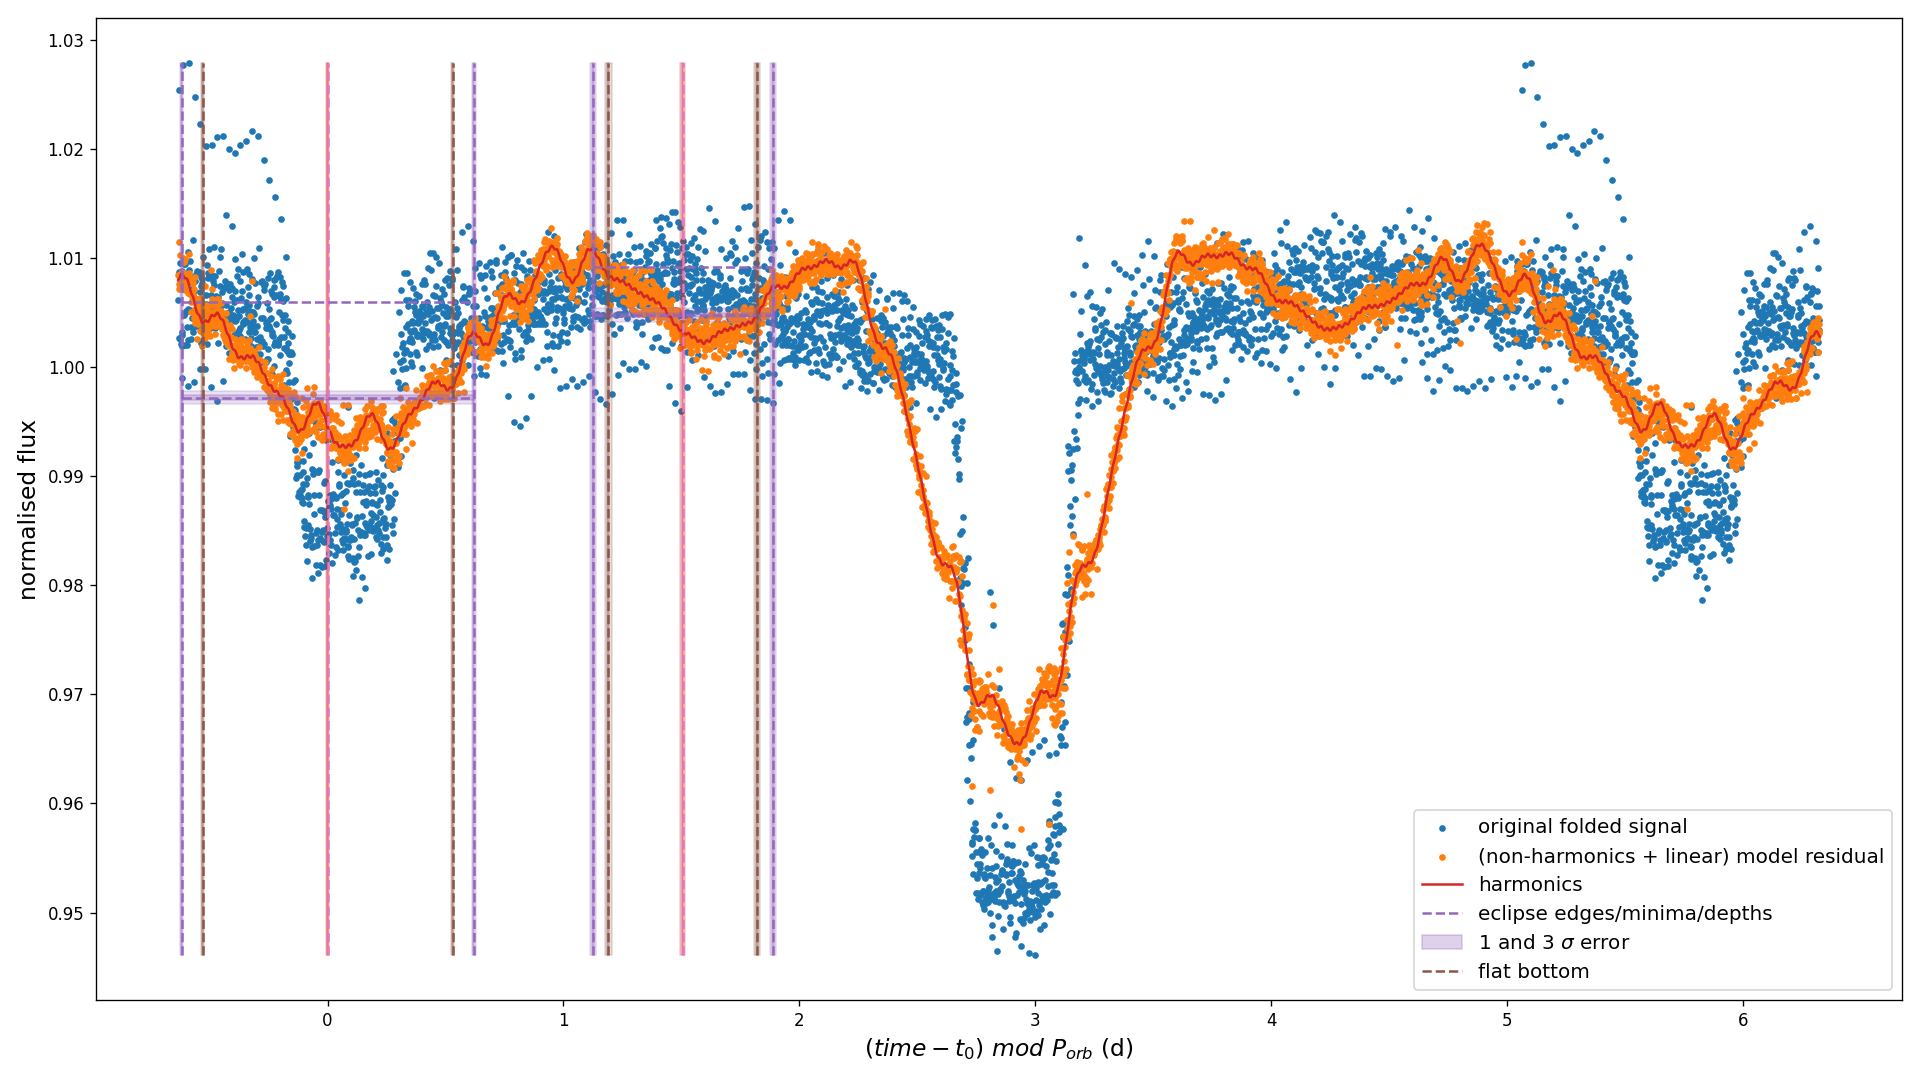 1.03
1.02
1.01
1.00
0.99
0.98
0.97
0.96
0.95
normalised flux
0 1 2 3 4 5 6
(time − t₀) mod P_orb (d)
original folded signal
(non-harmonics + linear) model residual
harmonics
eclipse edges/minima/depths
1 and 3 σ error
flat bottom